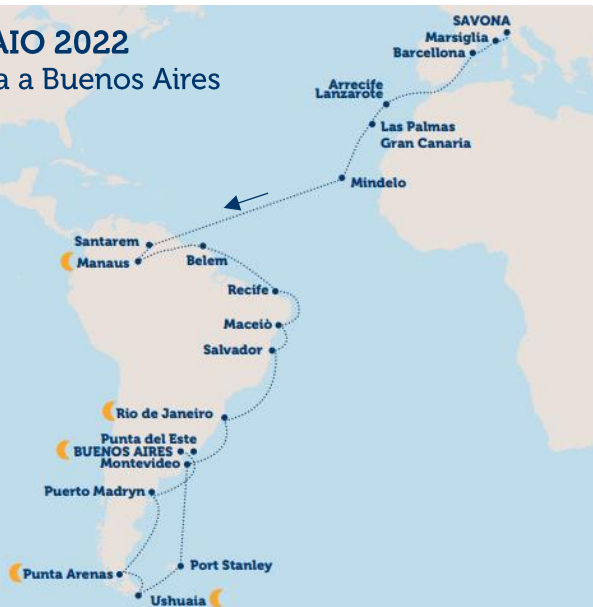 AIO 2022
a a Buenos Aires
SAVONA
Marsiglia
Barcellona
Arrecife
Lanzarote
Las Palmas
Gran Canaria
Mindelo
Santarem
Manaus
Belem
Recife
Maceiò
Salvador
Rio de Janeiro
Punta del Este
BUENOS AIRES
Montevideo
Puerto Madryn
Port Stanley
Punta Arenas
Ushuaia